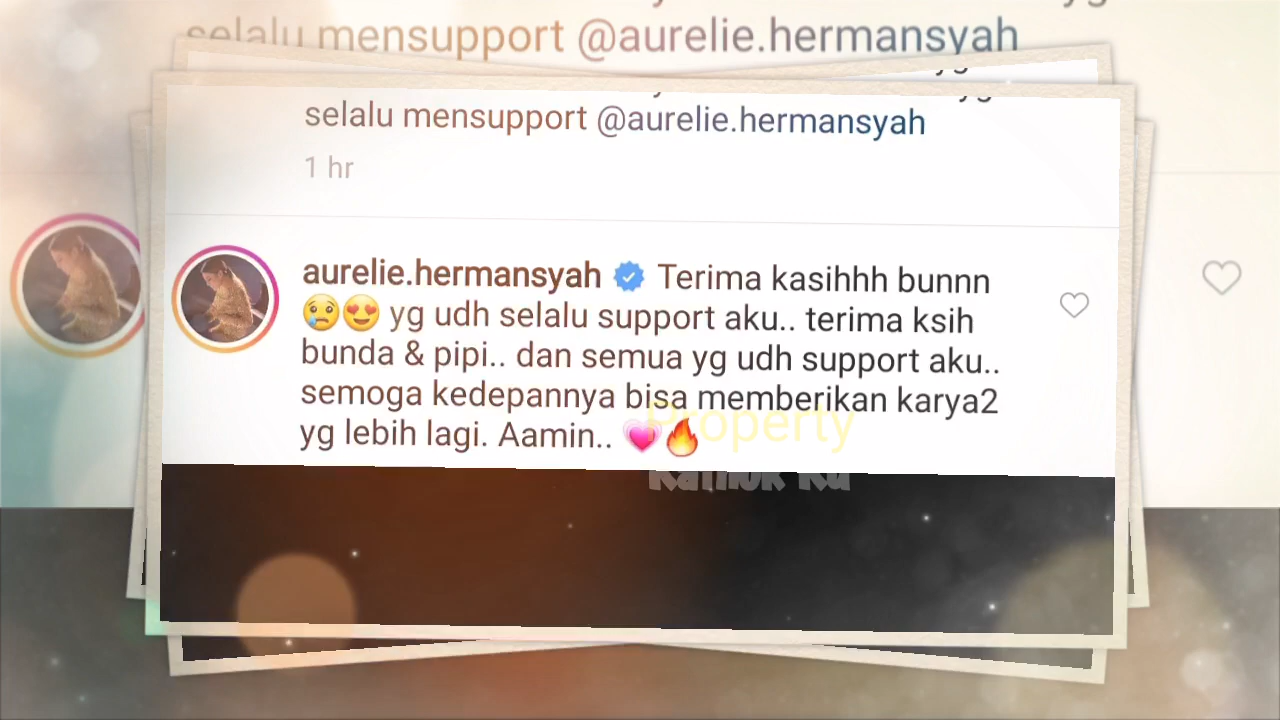 selalu mensupport @aurelie.hermansyah
selalu mensupport @aurelie.hermansyah
1 hr
aurelie.hermansyah Terima kasihhh bunnn
😢😍 yg udh selalu support aku.. terima ksih
bunda & pipi.. dan semua yg udh support aku..
semoga kedepannya bisa memberikan karya2
yg lebih lagi. Aamin.. 💗🔥
Property